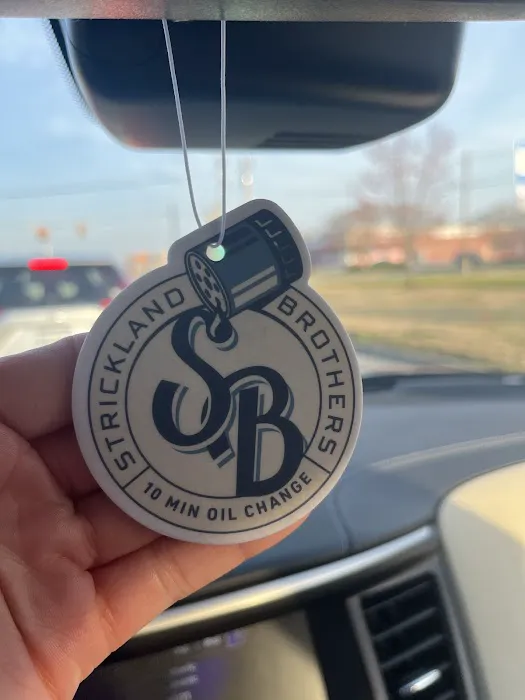 STRICKLAND
BROTHERS
SB
10 MIN OIL CHANGE